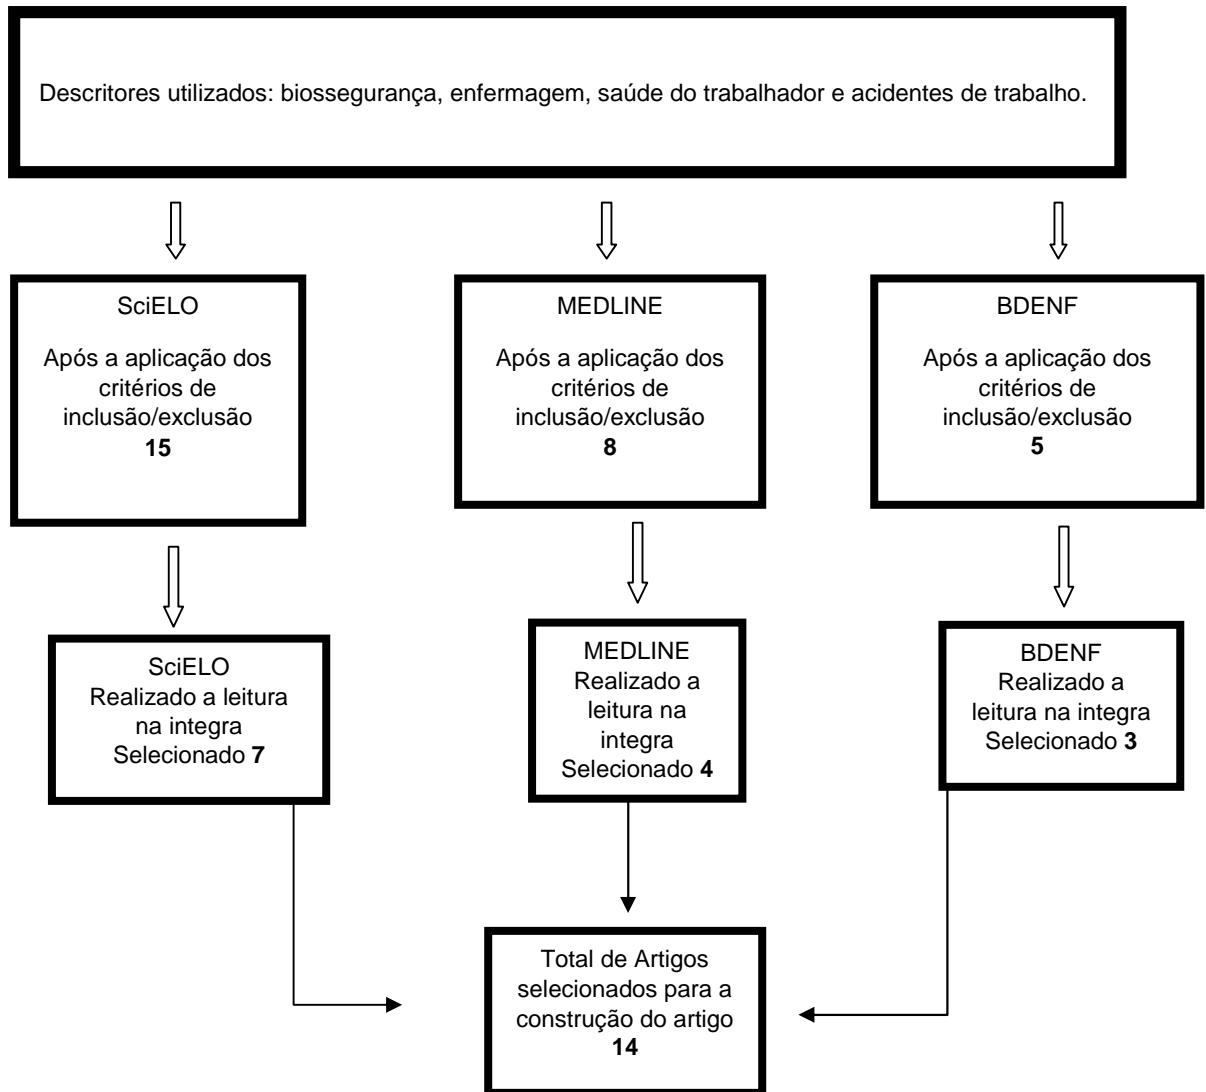 Descritores utilizados: biossegurança, enfermagem, saúde do trabalhador e acidentes de trabalho.
SciELO
Após a aplicação dos
critérios de
inclusão/exclusão
15
MEDLINE
Após a aplicação dos
critérios de
inclusão/exclusão
8
BDENF
Após a aplicação dos
critérios de
inclusão/exclusão
5
SciELO
Realizado a leitura
na integra
Selecionado 7
MEDLINE
Realizado a
leitura na
integra
Selecionado 4
BDENF
Realizado a
leitura na integra
Selecionado 3
Total de Artigos
selecionados para a
construção do artigo
14